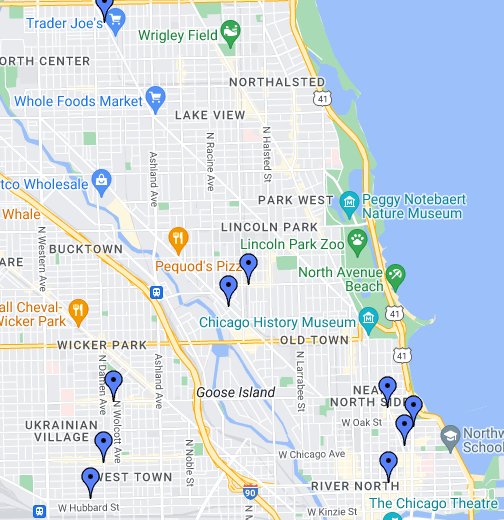 Trader Joe's
Wrigley Field
ORTH CENTER
NORTHALSTED
Whole Foods Market
41
LAKE VIEW
N Racine Ave
N Halsted St
Ashland Ave
tco Wholesale
PARK WEST
Peggy Notebaert
Nature Museum
Whale
LINCOLN PARK
N Western Ave
BUCKTOWN
Lincoln Park Zoo
ARE
Pequod's Pizz
North Avenue
Beach
all Cheval-
Wicker Park
Chicago History Museum
41
WICKER PARK
OLD TOWN
41
N Damen Ave
Ashland Ave
N Larrabee St
Goose Island
NEA
NORTH SIDE
N Wolcott Ave
W Oak St
UKRAINIAN
VILLAGE
N Noble St
W Chicago Ave
Northw
School
WEST TOWN
90
RIVER NORTH
W Hubbard St
W Kinzie St
The Chicago Theatre